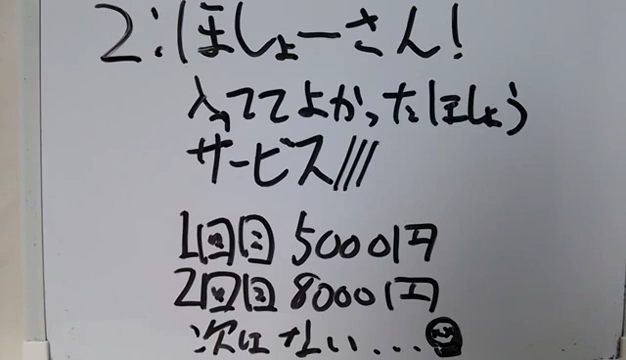 2:ほしょーさん!
入っててよかったほしょう
サービス///
1回目 5000円
2回目 8000円
次はない...